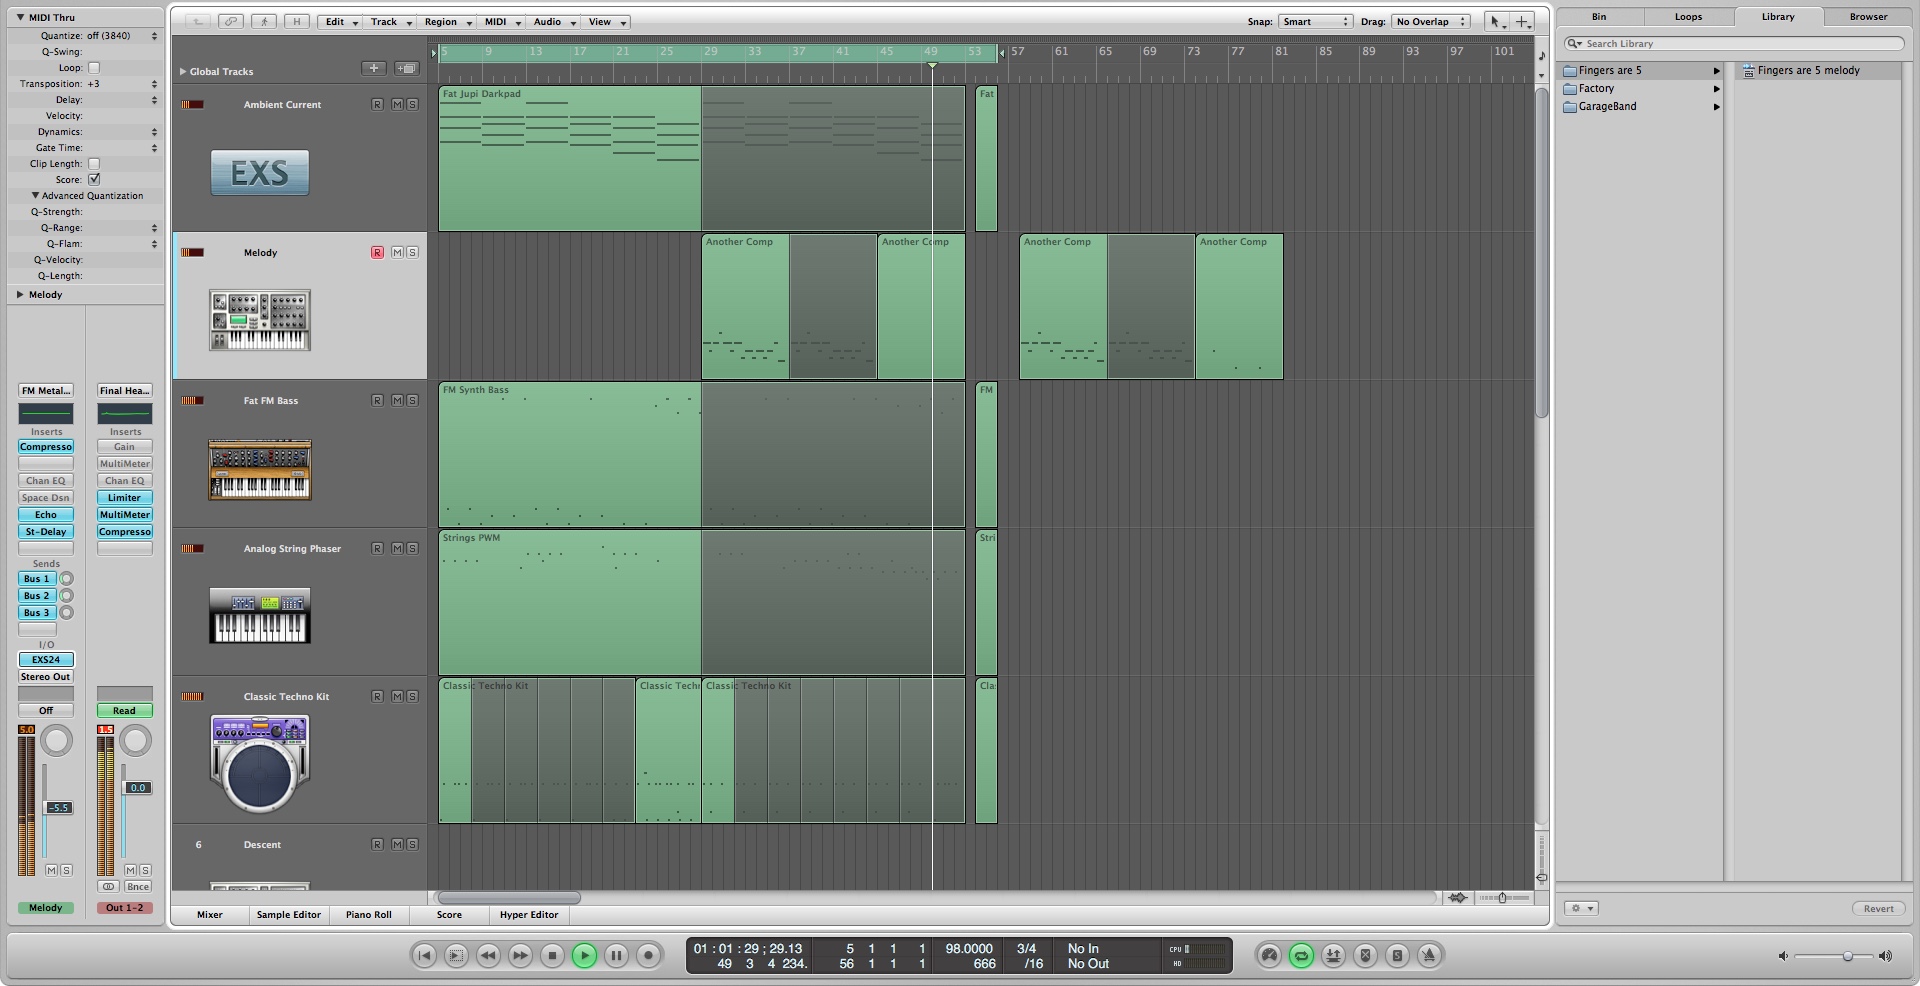 MIDI Thru
Quantize: off (3840)
Q-Swing:
Loop:
Transposition: +3
Delay:
Velocity:
Dynamics:
Gate Time:
Clip Length:
Score:
Advanced Quantization
Q-Strength:
Q-Range:
Q-Flam:
Q-Velocity:
Q-Length:
Melody
FM Metal... Final Hea...
Inserts Inserts
Compresso Gain
MultiMeter
Chan EQ Chan EQ
Space Dsn Limiter
Echo MultiMeter
St-Delay Compresso
Sends
Bus 1
Bus 2
Bus 3
I/O
EXS24
Stereo Out
Off Read
5.0 1.5
0.0
-5.5
M S M S
Bnce
Melody Out 1-2
H Edit Track Region MIDI Audio View Snap: Smart Drag: No Overlap
5 9 13 17 21 25 29 33 37 41 45 49 53 57 61 65 69 73 77 81 85 89 93 97 101
Global Tracks
Ambient Current R M S
EXS
Fat Jupi Darkpad Fat
Melody R M S
Another Comp Another Comp Another Comp Another Comp
Fat FM Bass R M S
FM Synth Bass FM
Analog String Phaser R M S
Strings PWM Stri
Classic Techno Kit R M S
Classic Techno Kit Classic Techn Classic Techno Kit Clas
6 Descent R M S
Mixer Sample Editor Piano Roll Score Hyper Editor
Bin Loops Library Browser
Search Library
Fingers are 5 Fingers are 5 melody
Factory
GarageBand
Revert
01 : 01 : 29 ; 29.13 5 1 1 1 98.0000 3/4 No In CPU
49 3 4 234. 56 1 1 1 666 /16 No Out HD